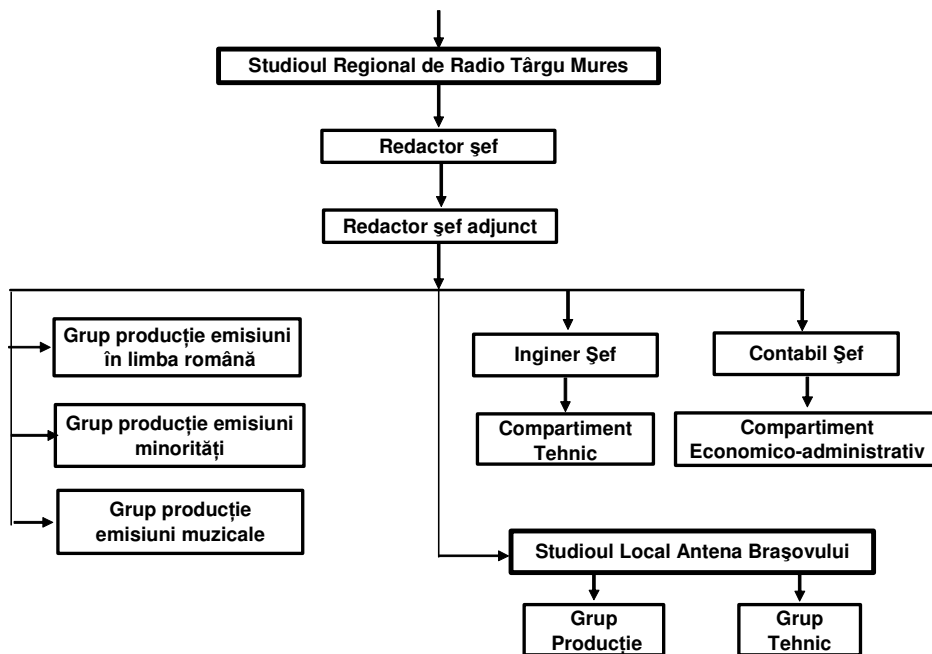 Studioul Regional de Radio Târgu Mures
Redactor şef
Redactor şef adjunct
Grup producție emisiuni
în limba română
Inginer Şef
Contabil Şef
Grup producție emisiuni
minorități
Compartiment
Tehnic
Compartiment
Economico-administrativ
Grup producție
emisiuni muzicale
Studioul Local Antena Braşovului
Grup
Producție
Grup
Tehnic